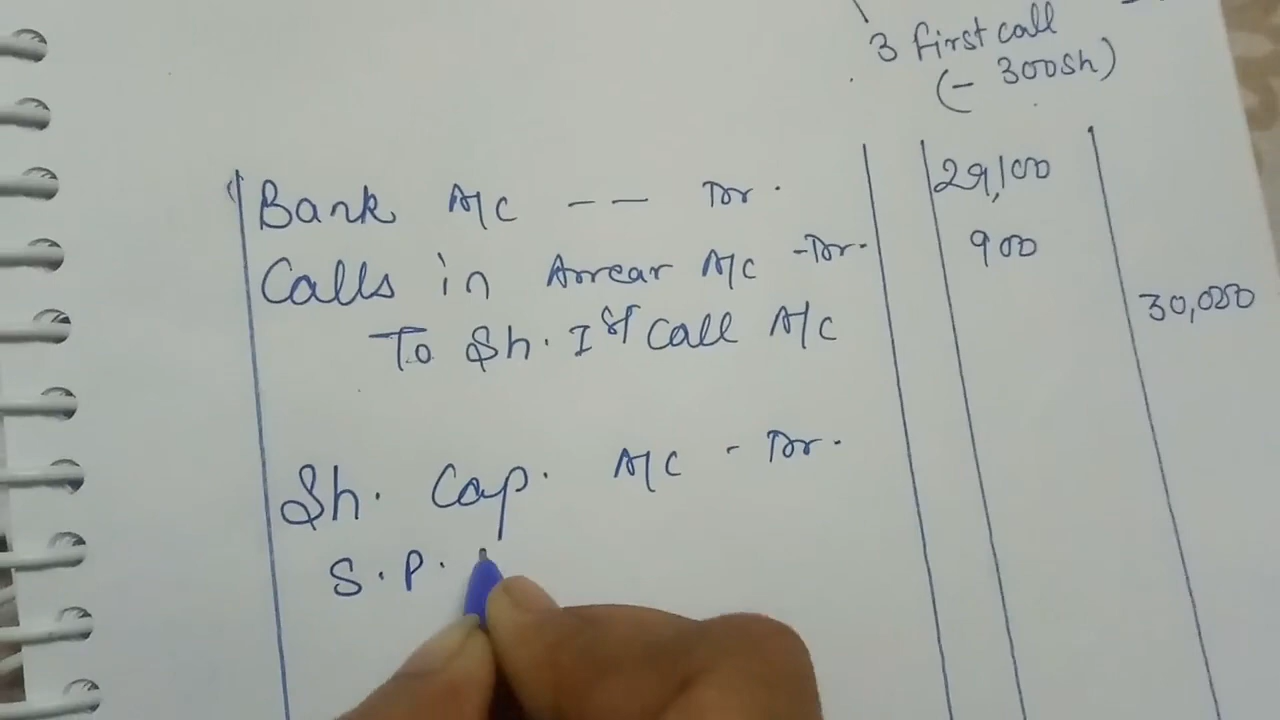 3 first call
(- 300sh)
Bank A/C -- Dr. 29,100
Calls in Arrear A/C -Dr. 900
To Sh. Ist Call A/C 30,000
Sh. Cap. A/C - Dr.
S.P.